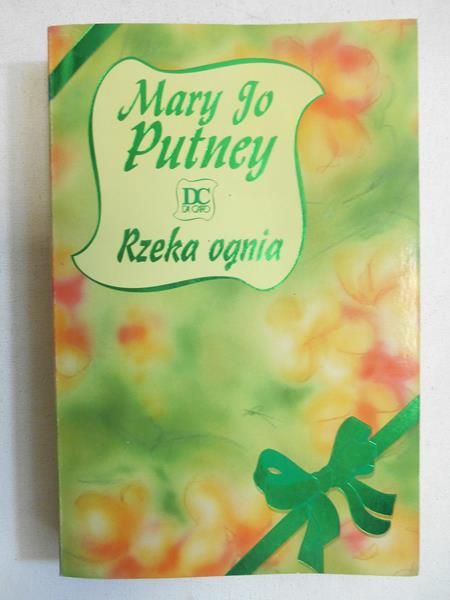 Mary Jo
Putney
DC
DA CAPO
Rzeka ognia